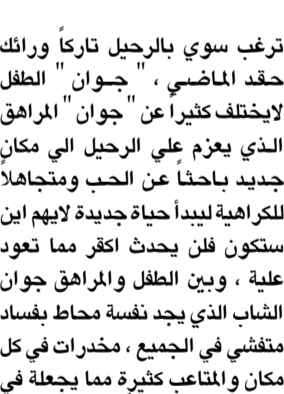 ترغب سوي بالرحيل تاركاً ورائك
حقد الماضي ، " جوان " الطفل
لايختلف كثيراً عن " جوان " المراهق
الذي يعزم علي الرحيل الي مكان
جديد باحثاً عن الحب ومتجاهلاً
للكراهية ليبدأ حياة جديدة لايهم اين
ستكون فلن يحدث اكقر مما تعود
علية ، وبين الطفل والمراهق جوان
الشاب الذي يجد نفسة محاط بفساد
متفشي في الجميع ، مخدرات في كل
مكان والمتاعب كثيرة مما يجعلة في